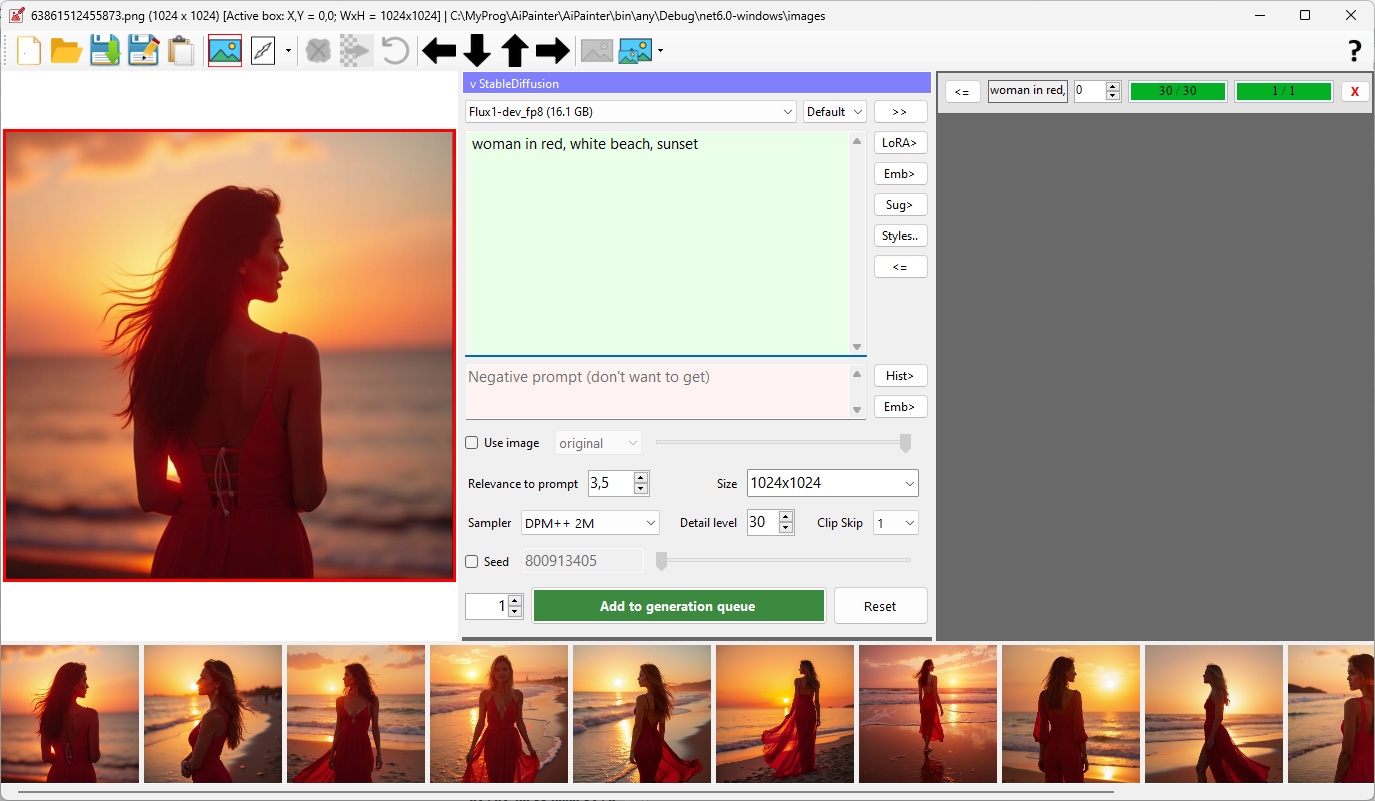 63861512455873.png (1024 x 1024) [Active box: X,Y = 0,0; WxH = 1024x1024] | C:\MyProg\AiPainter\AiPainter\bin\any\Debug\net6.0-windows\images
?
v StableDiffusion
Flux1-dev_fp8 (16.1 GB) Default >>
woman in red, white beach, sunset
LoRA>
Emb>
Sug>
Styles..
<=
Negative prompt (don't want to get)
Hist>
Emb>
Use image original
Relevance to prompt 3,5 Size 1024x1024
Sampler DPM++ 2M Detail level 30 Clip Skip 1
Seed 800913405
1 Add to generation queue Reset
<= woman in red, 0 30 / 30 1 / 1 X